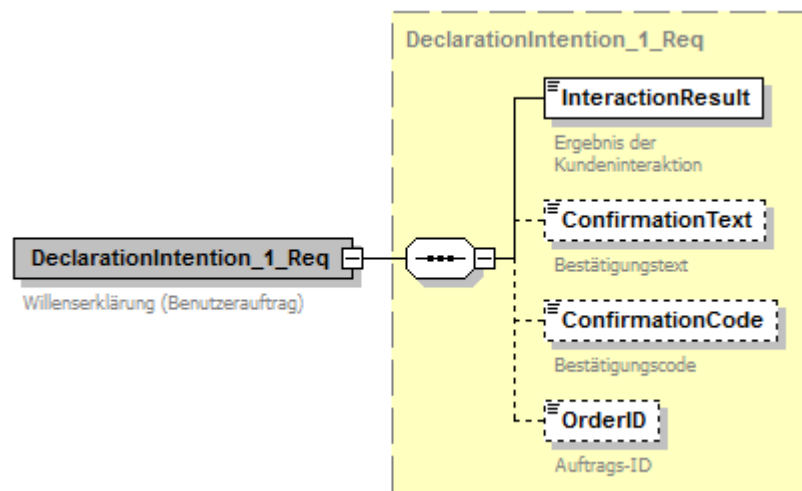 DeclarationIntention_1_Req
InteractionResult
Ergebnis der
Kundeninteraktion
ConfirmationText
Bestätigungstext
DeclarationIntention_1_Req
Willenserklärung (Benutzerauftrag)
ConfirmationCode
Bestätigungscode
OrderID
Auftrags-ID